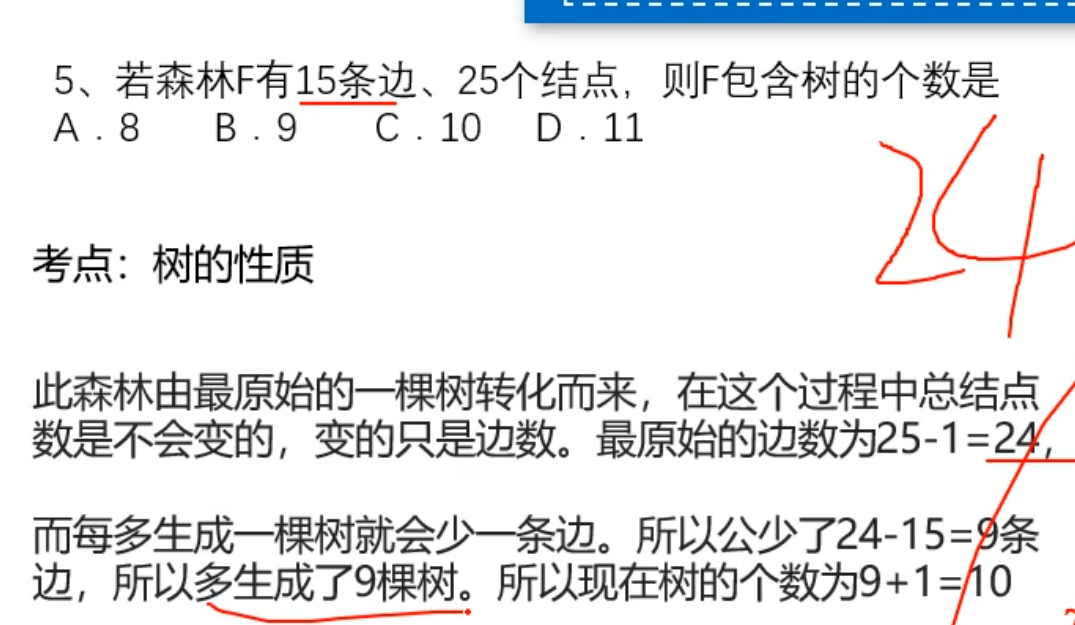 5、若森林F有15条边、25个结点，则F包含树的个数是
A．8 B．9 C．10 D．11
24
考点：树的性质
此森林由最原始的一棵树转化而来，在这个过程中总结点
数是不会变的，变的只是边数。最原始的边数为25-1=24，
而每多生成一棵树就会少一条边。所以公少了24-15=9条
边，所以多生成了9棵树。所以现在树的个数为9+1=10